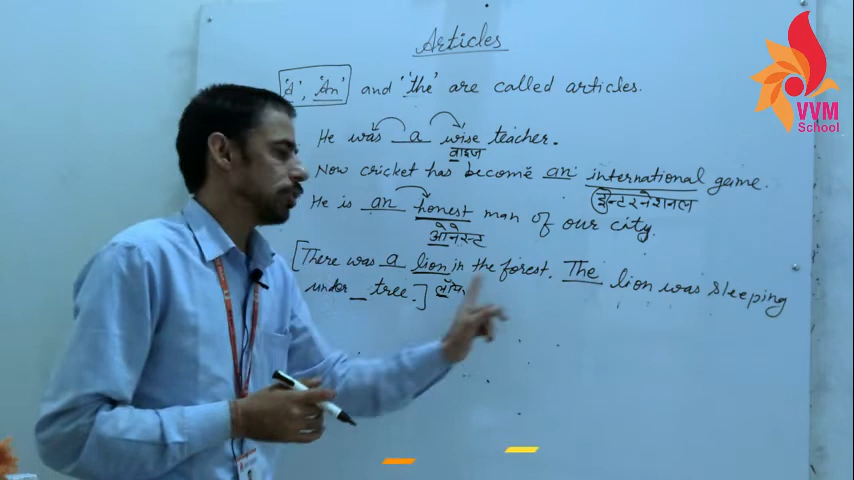 Articles
'A', 'An' and 'the' are called articles.
He was a wise teacher.
वाइज
Now cricket has become an international game.
इन्टरनेशनल
He is an honest man of our city.
ओनेस्ट
[There was a lion in the forest. The lion was sleeping
under _ tree.]
VVM
School